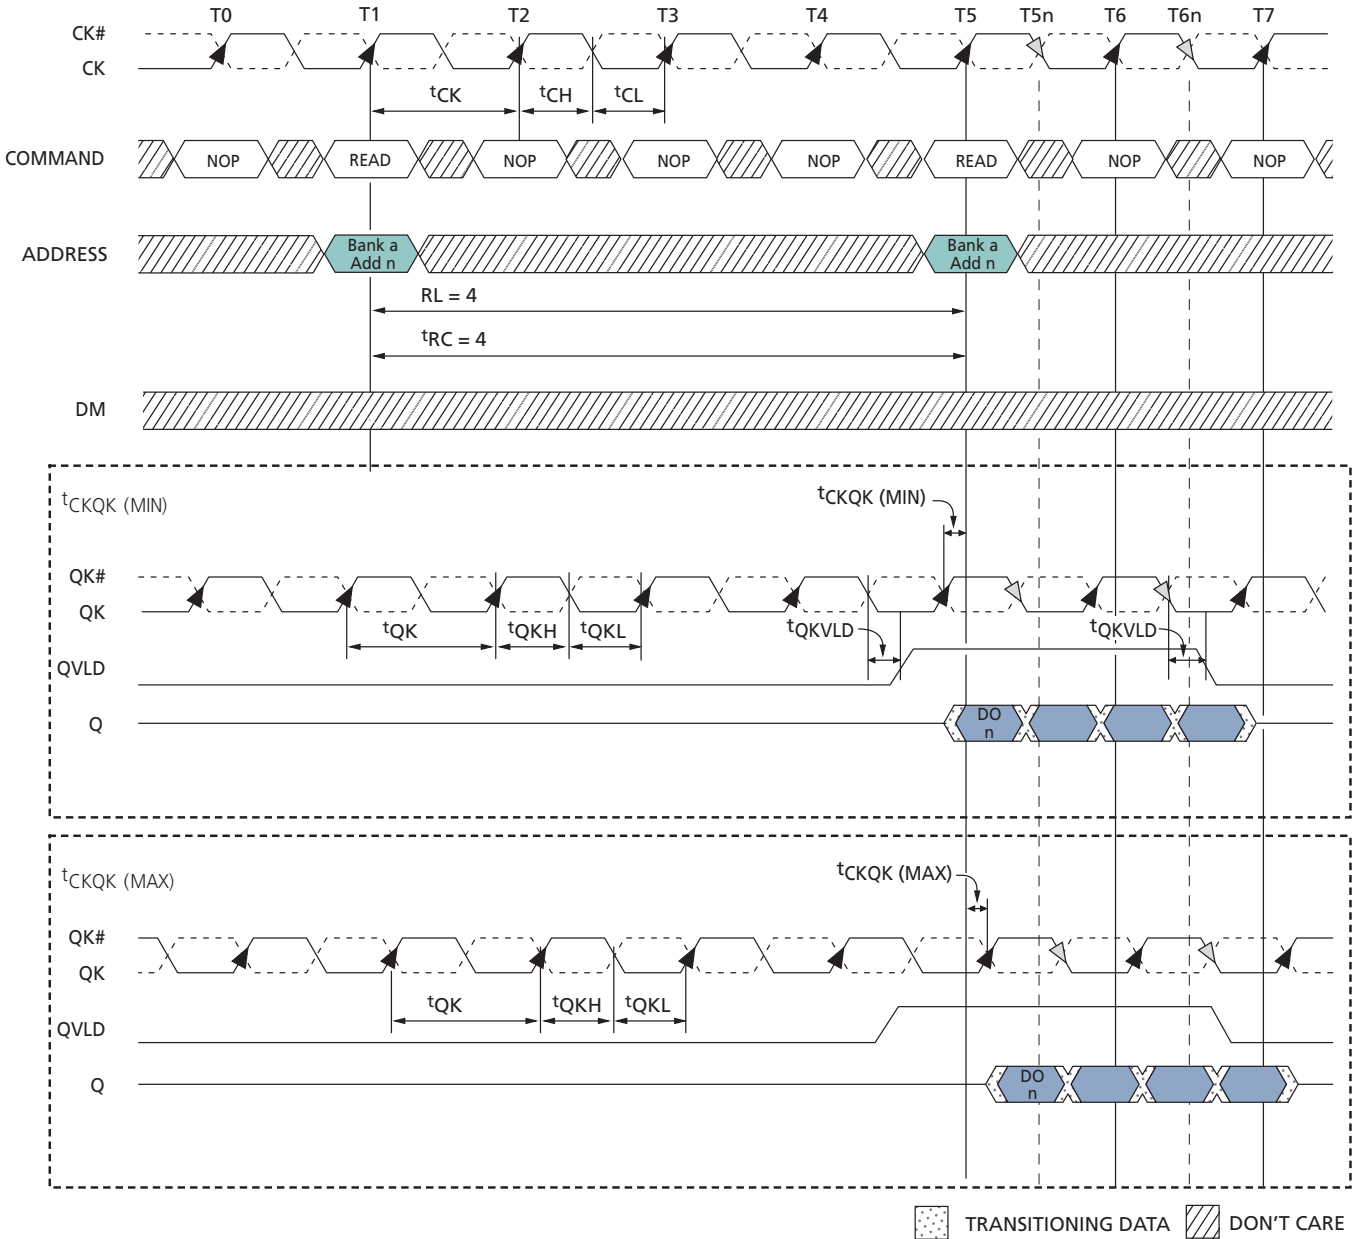 T0 T1 T2 T3 T4 T5 T5n T6 T6n T7
CK#
CK
tCK tCH tCL
COMMAND NOP READ NOP NOP NOP READ NOP NOP
ADDRESS Bank a Add n Bank a Add n
RL = 4
tRC = 4
DM
tCKQK (MIN) tCKQK (MIN)
QK#
QK
tQK tQKH tQKL tQKVLD tQKVLD
QVLD
Q DO n
tCKQK (MAX) tCKQK (MAX)
QK#
QK
tQK tQKH tQKL
QVLD
Q DO n
TRANSITIONING DATA DON'T CARE